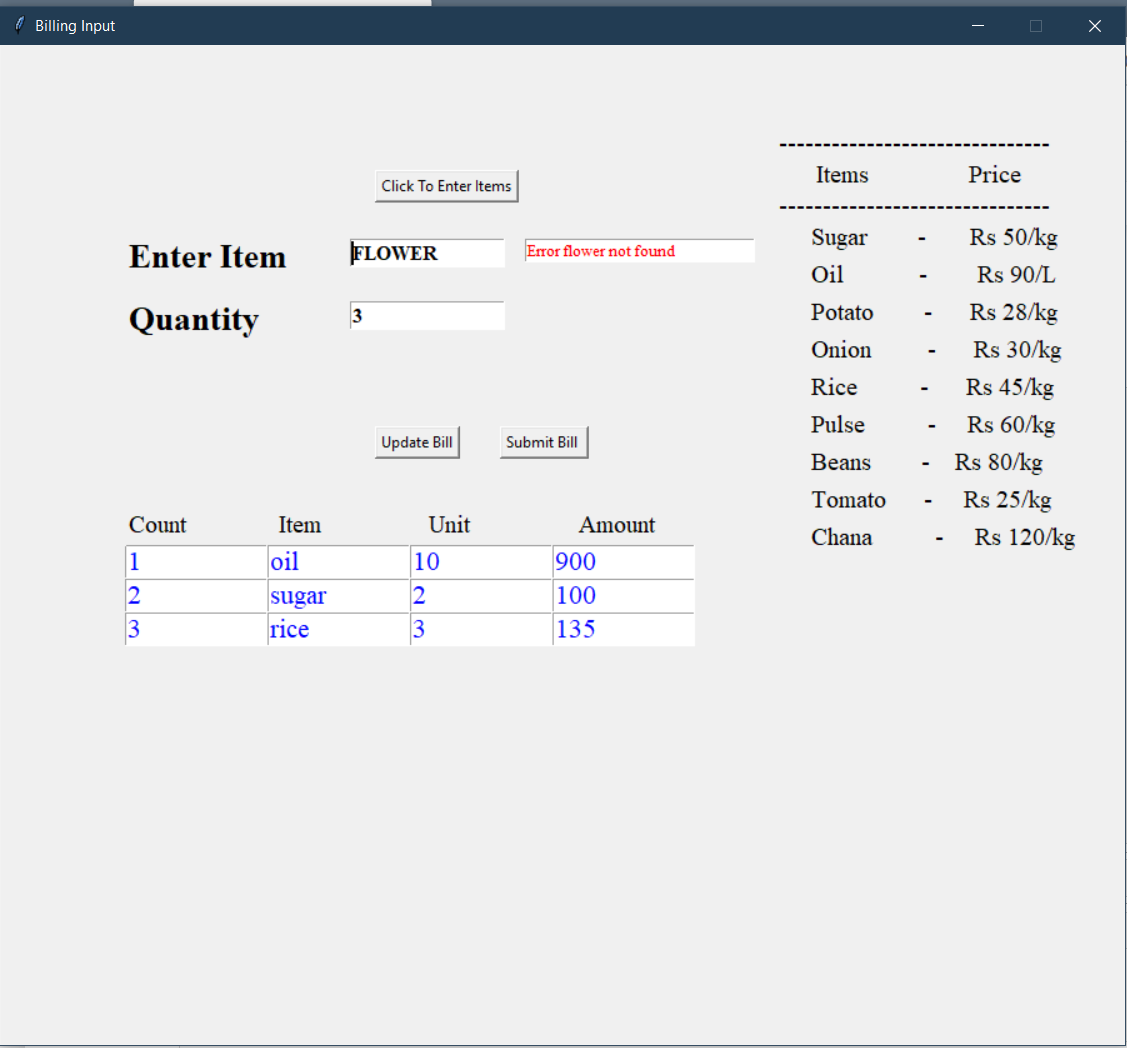 Billing Input
Click To Enter Items
Enter Item FLOWER Error flower not found
Quantity 3
Update Bill Submit Bill
Count Item Unit Amount
1 oil 10 900
2 sugar 2 100
3 rice 3 135
-------------------------------
Items Price
-------------------------------
Sugar - Rs 50/kg
Oil - Rs 90/L
Potato - Rs 28/kg
Onion - Rs 30/kg
Rice - Rs 45/kg
Pulse - Rs 60/kg
Beans - Rs 80/kg
Tomato - Rs 25/kg
Chana - Rs 120/kg